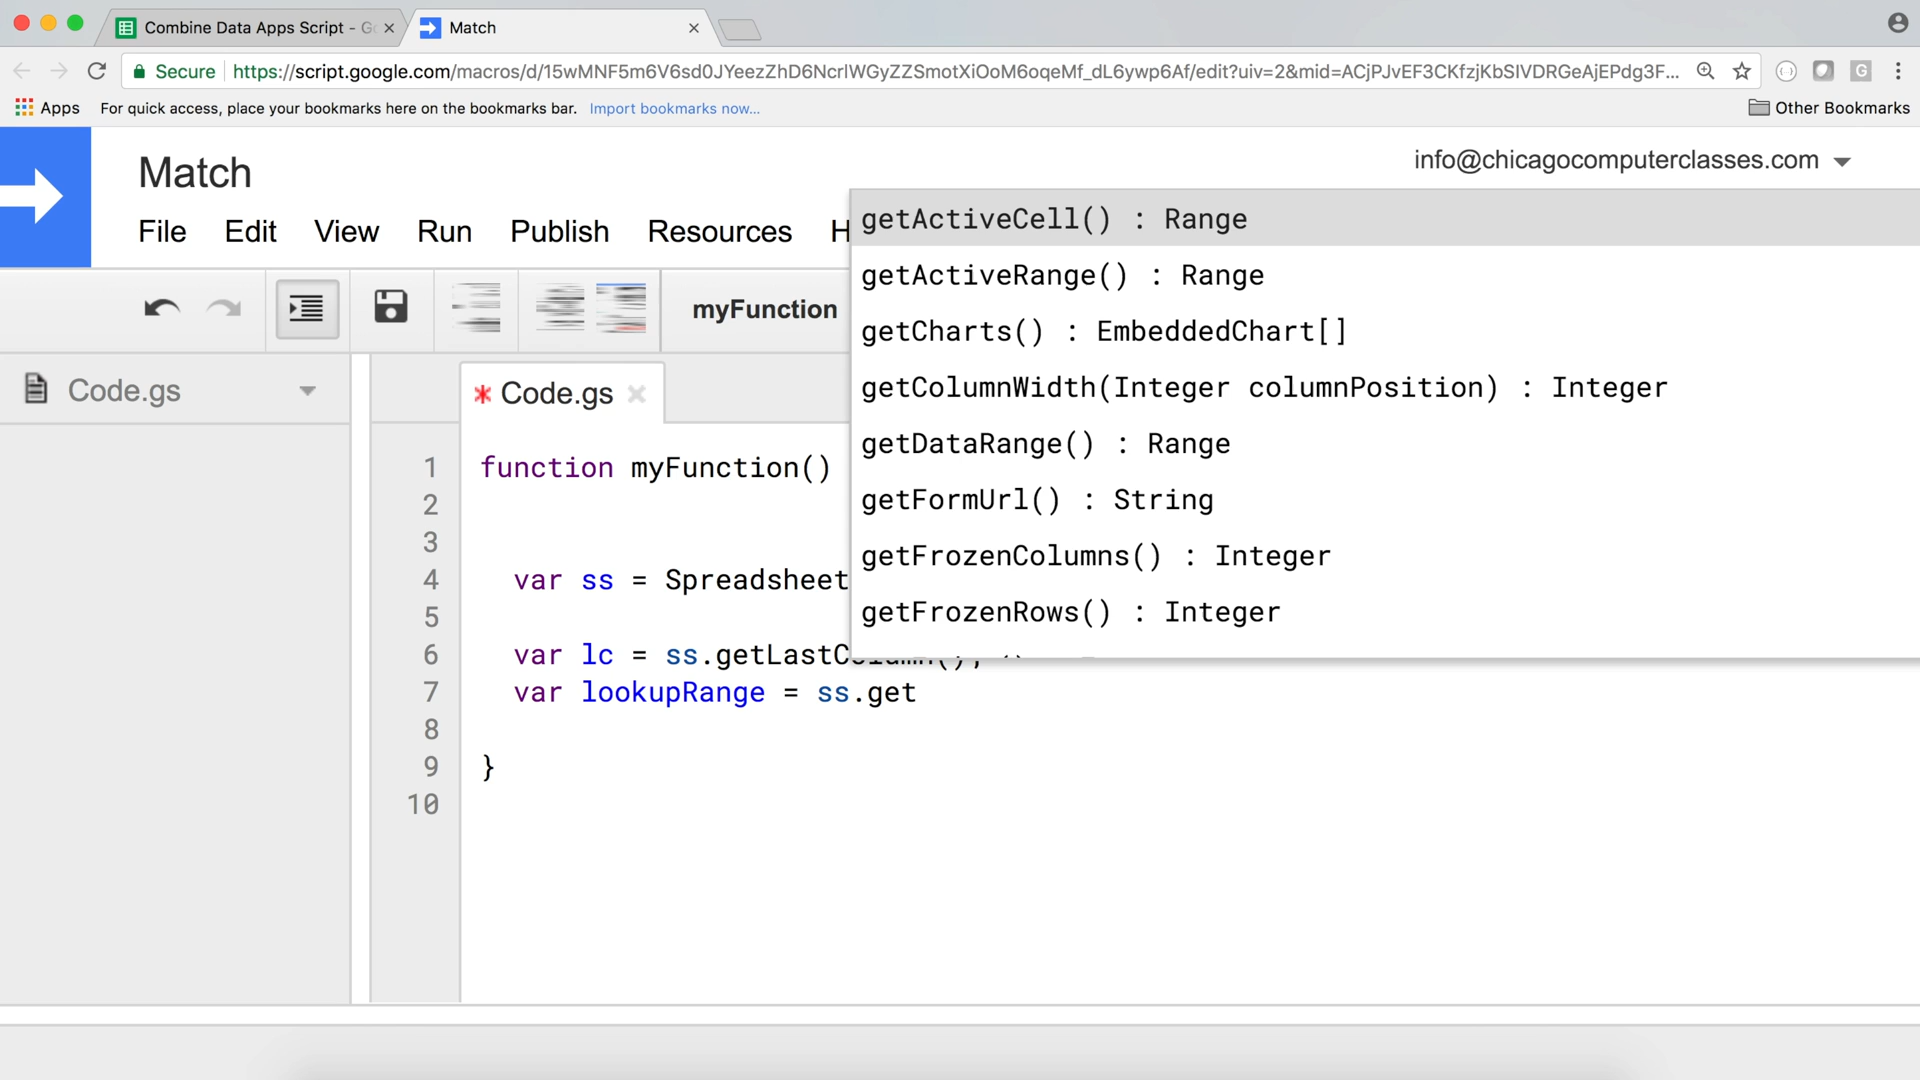 Combine Data Apps Script - G
Match
Secure
https://script.google.com/macros/d/15wMNF5m6V6sd0JYeezZhD6NcrlWGyZZSmotXiOoM6oqeMf_dL6ywp6Af/edit?uiv=2&mid=ACjPJvEF3CKfzjKbSIVDRGeAjEPdg3F...
Apps
For quick access, place your bookmarks here on the bookmarks bar.
Import bookmarks now...
Other Bookmarks
Match
info@chicagocomputerclasses.com
File Edit View Run Publish Resources H
myFunction
getActiveCell() : Range
getActiveRange() : Range
getCharts() : EmbeddedChart[]
getColumnWidth(Integer columnPosition) : Integer
getDataRange() : Range
getFormUrl() : String
getFrozenColumns() : Integer
getFrozenRows() : Integer
Code.gs
* Code.gs
1 function myFunction()
2
3
4 var ss = Spreadsheet
5
6 var lc = ss.getLastColumn();
7 var lookupRange = ss.get
8
9 }
10